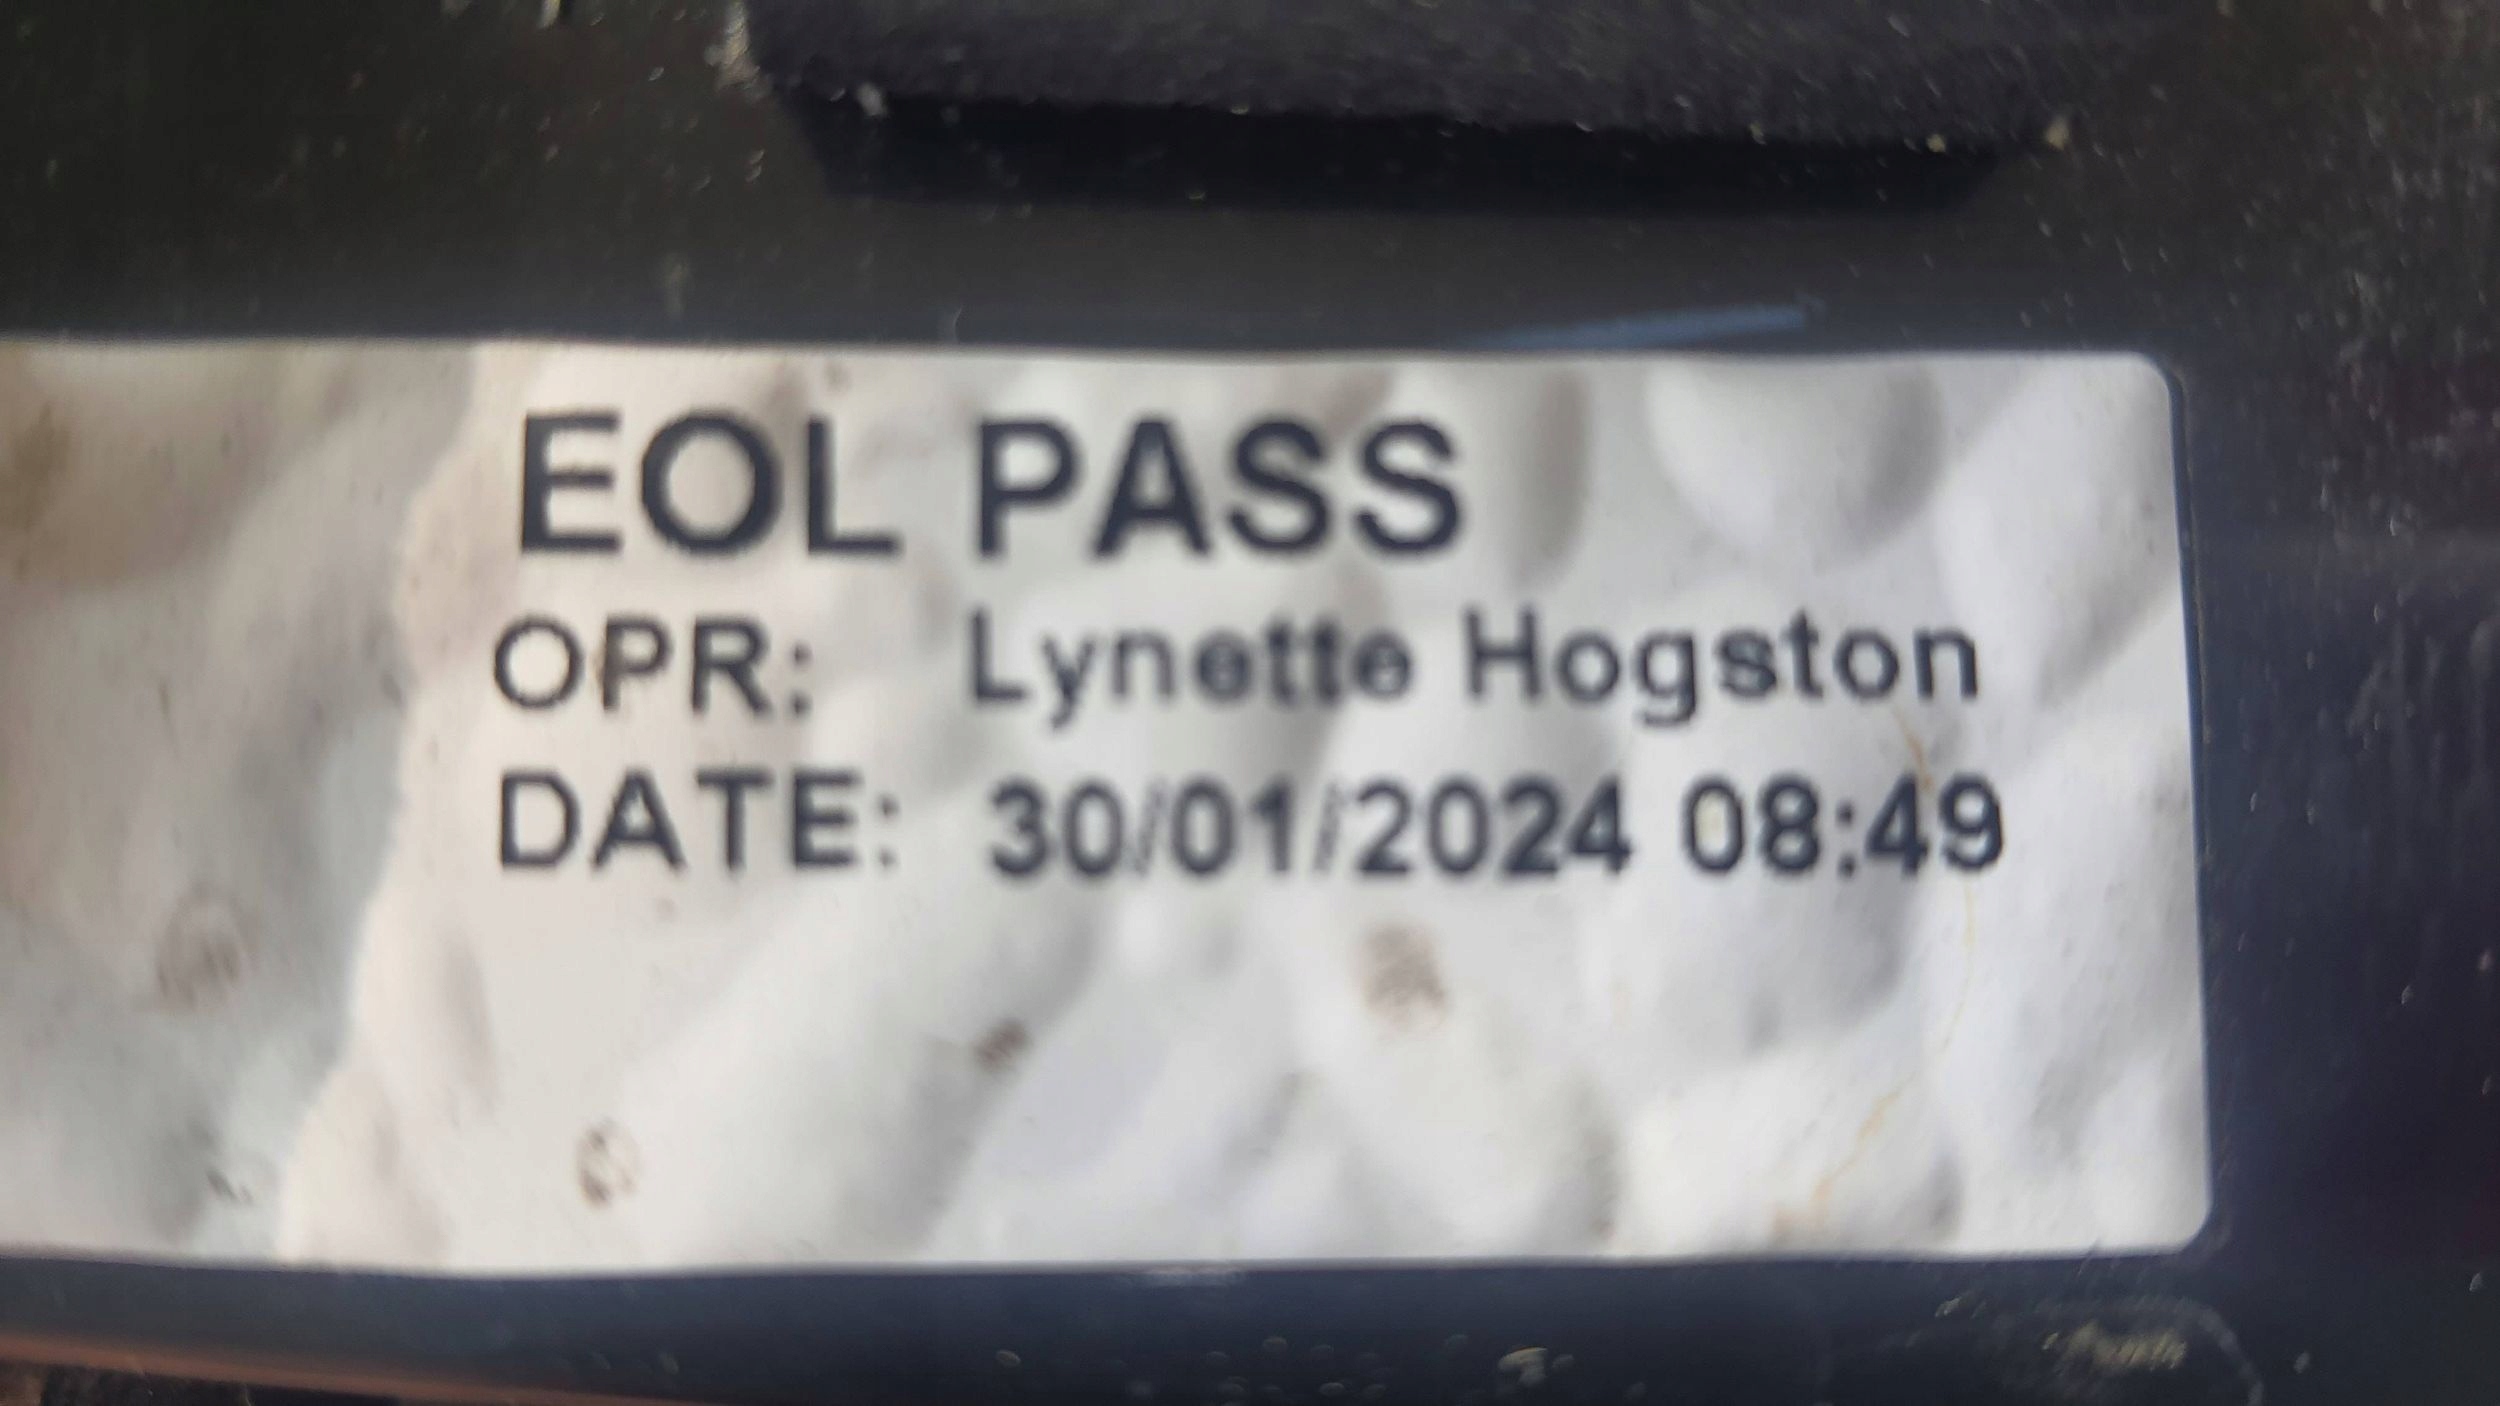 EOL PASS
OPR: Lynette Hogston
DATE: 30/01/2024 08:49